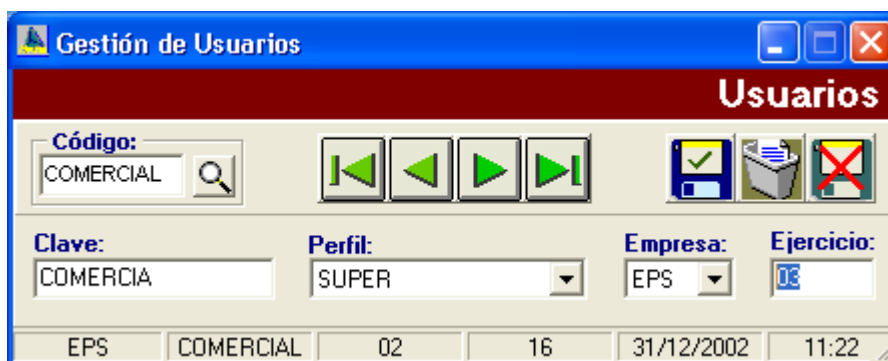 Gestión de Usuarios
Usuarios
Código:
COMERCIAL
Clave: Perfil: Empresa: Ejercicio:
COMERCIA SUPER EPS 03
EPS COMERCIAL 02 16 31/12/2002 11:22